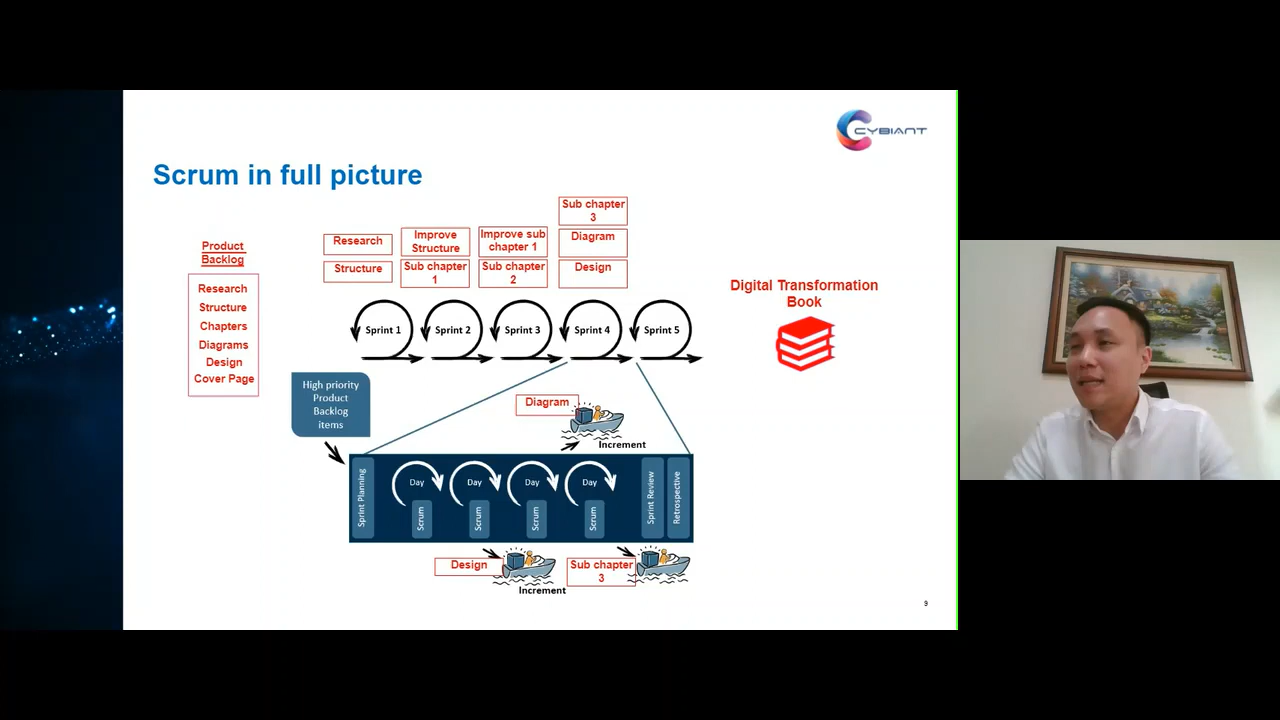 CYBIANT
Scrum in full picture
Product
Backlog
Research
Structure
Chapters
Diagrams
Design
Cover Page
Research
Structure
Improve
Structure
Sub chapter
1
Improve sub
chapter 1
Sub chapter
2
Sub chapter
3
Diagram
Design
Sprint 1
Sprint 2
Sprint 3
Sprint 4
Sprint 5
Digital Transformation
Book
High priority
Product
Backlog
items
Diagram
Increment
Sprint Planning
Day
Scrum
Day
Scrum
Day
Scrum
Day
Scrum
Sprint Review
Retrospective
Design
Increment
Sub chapter
3
9